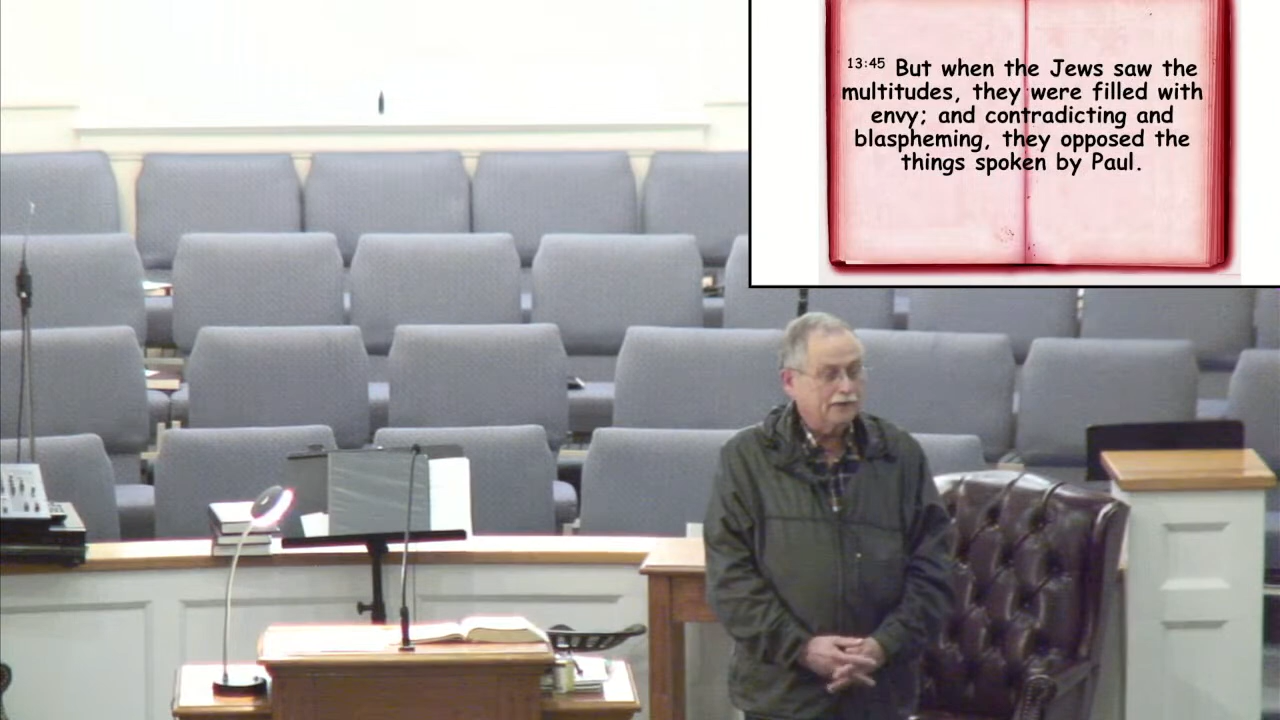 13:45 But when the Jews saw the
multitudes, they were filled with
envy; and contradicting and
blaspheming, they opposed the
things spoken by Paul.